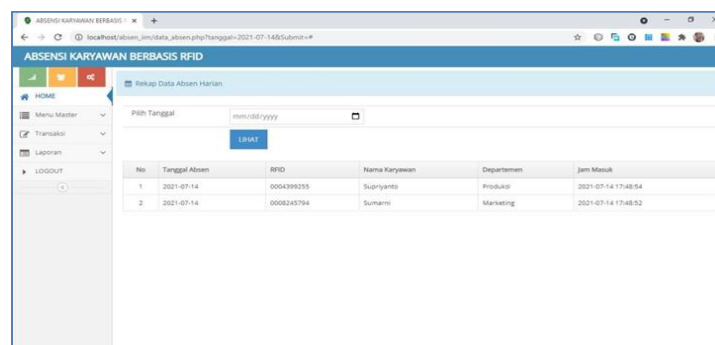 ABSENSI KARYAWAN BERBASIS
localhost/absen_iim/data_absen.php?tanggal=2021-07-14&Submit=#
ABSENSI KARYAWAN BERBASIS RFID
HOME
Menu Master
Transaksi
Laporan
LOGOUT
Rekap Data Absen Harian
Pilih Tanggal
mm/dd/yyyy
LIHAT
No Tanggal Absen RFID Nama Karyawan Departemen Jam Masuk
1 2021-07-14 0004399255 Supriyanto Produksi 2021-07-14 17:48:54
2 2021-07-14 0008245794 Sumarni Marketing 2021-07-14 17:48:52